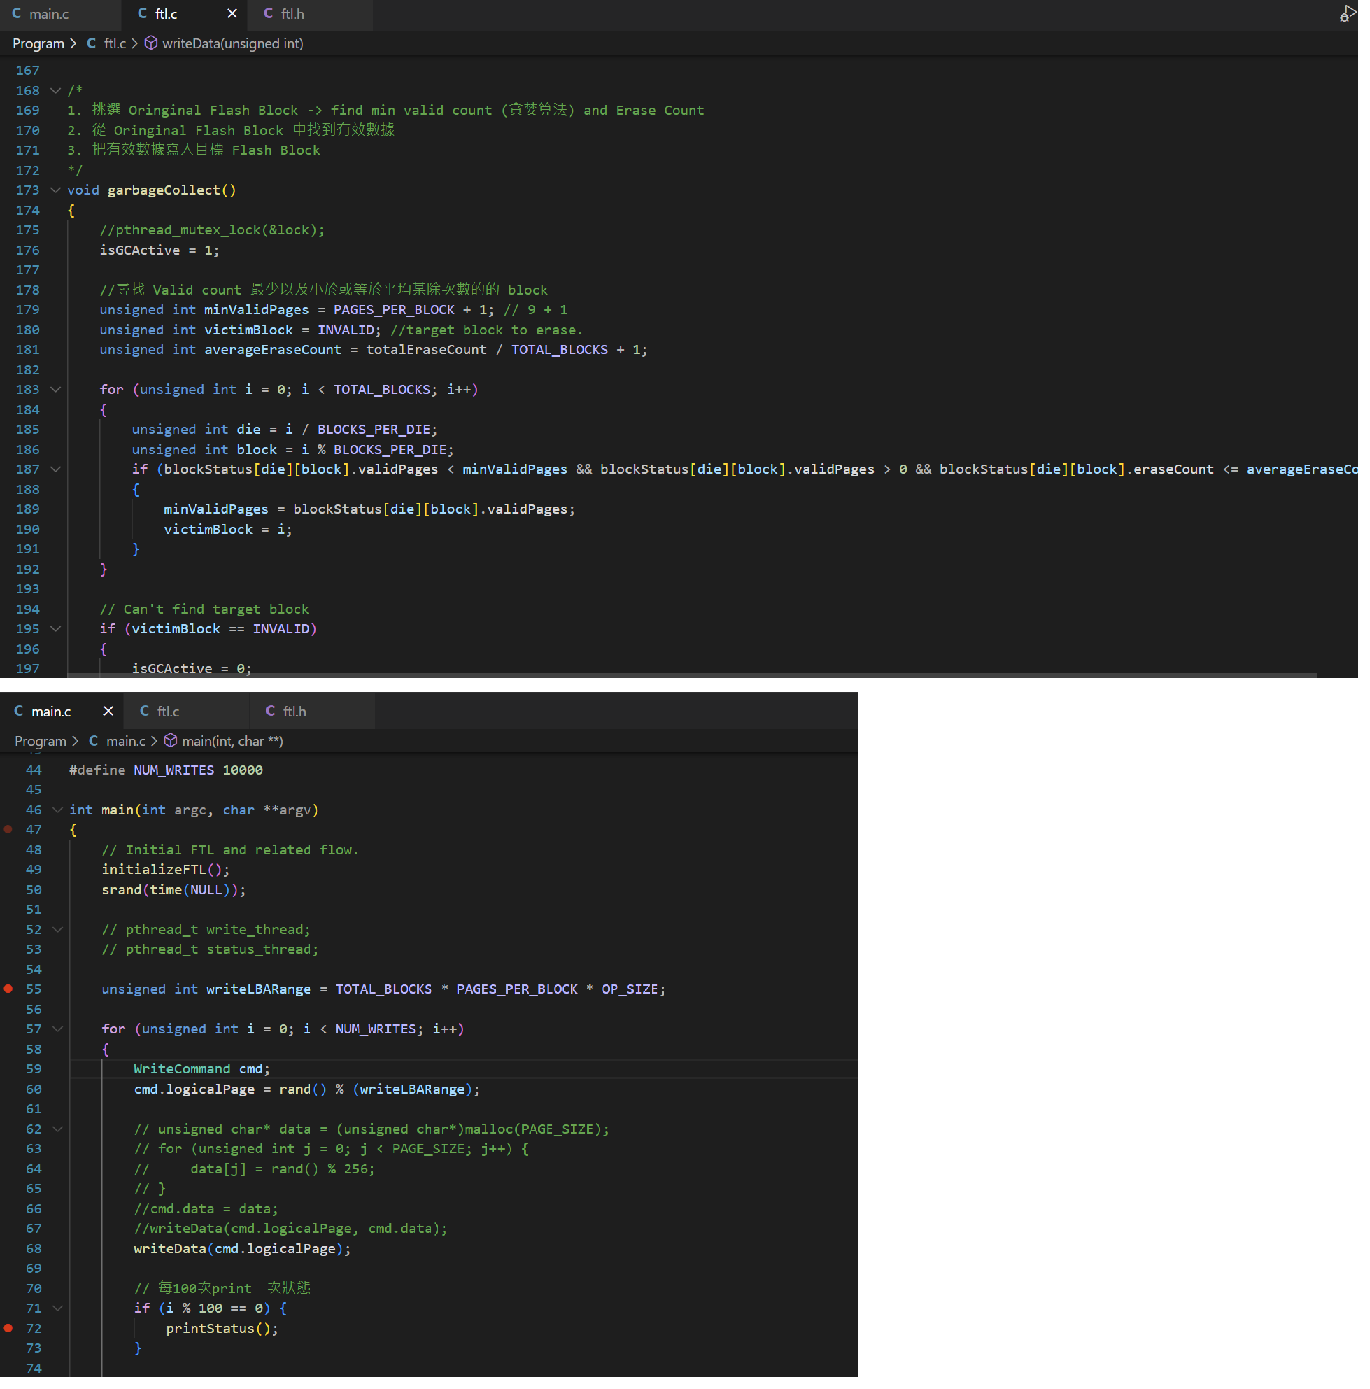 main.c ftl.c ftl.h
Program > ftl.c > writeData(unsigned int)
167
168 /*
169 1. 挑選 Oringinal Flash Block -> find min valid count (貪婪算法) and Erase Count
170 2. 從 Oringinal Flash Block 中找到有效數據
171 3. 把有效數據寫入目標 Flash Block
172 */
173 void garbageCollect()
174 {
175 //pthread_mutex_lock(&lock);
176 isGCActive = 1;
177
178 //尋找 Valid count 最少以及小於或等於平均某除次數的的 block
179 unsigned int minValidPages = PAGES_PER_BLOCK + 1; // 9 + 1
180 unsigned int victimBlock = INVALID; //target block to erase.
181 unsigned int averageEraseCount = totalEraseCount / TOTAL_BLOCKS + 1;
182
183 for (unsigned int i = 0; i < TOTAL_BLOCKS; i++)
184 {
185 unsigned int die = i / BLOCKS_PER_DIE;
186 unsigned int block = i % BLOCKS_PER_DIE;
187 if (blockStatus[die][block].validPages < minValidPages && blockStatus[die][block].validPages > 0 && blockStatus[die][block].eraseCount <= averageEraseCo
188 {
189 minValidPages = blockStatus[die][block].validPages;
190 victimBlock = i;
191 }
192 }
193
194 // Can't find target block
195 if (victimBlock == INVALID)
196 {
197 isGCActive = 0;
main.c ftl.c ftl.h
Program > main.c > main(int, char **)
44 #define NUM_WRITES 10000
45
46 int main(int argc, char **argv)
47 {
48 // Initial FTL and related flow.
49 initializeFTL();
50 srand(time(NULL));
51
52 // pthread_t write_thread;
53 // pthread_t status_thread;
54
55 unsigned int writeLBARange = TOTAL_BLOCKS * PAGES_PER_BLOCK * OP_SIZE;
56
57 for (unsigned int i = 0; i < NUM_WRITES; i++)
58 {
59 WriteCommand cmd;
60 cmd.logicalPage = rand() % (writeLBARange);
61
62 // unsigned char* data = (unsigned char*)malloc(PAGE_SIZE);
63 // for (unsigned int j = 0; j < PAGE_SIZE; j++) {
64 // data[j] = rand() % 256;
65 // }
66 //cmd.data = data;
67 //writeData(cmd.logicalPage, cmd.data);
68 writeData(cmd.logicalPage);
69
70 // 每100次print 次狀態
71 if (i % 100 == 0) {
72 printStatus();
73 }
74